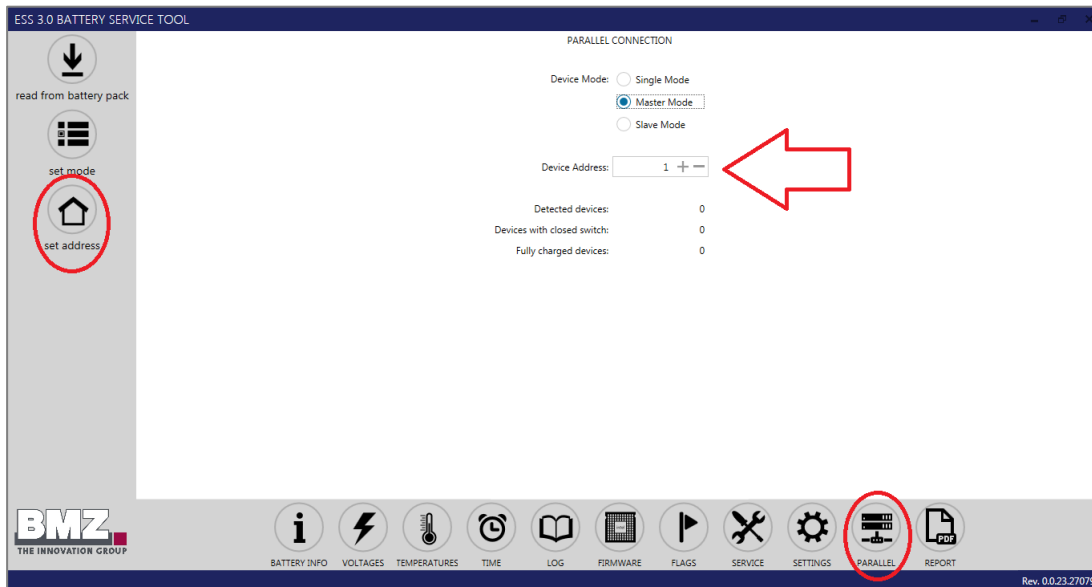 ESS 3.0 BATTERY SERVICE TOOL
PARALLEL CONNECTION
read from battery pack
set mode
set address
Device Mode:
Single Mode
Master Mode
Slave Mode
Device Address: 1
Detected devices: 0
Devices with closed switch: 0
Fully charged devices: 0
BMZ
THE INNOVATION GROUP
BATTERY INFO
VOLTAGES
TEMPERATURES
TIME
LOG
FIRMWARE
FLAGS
SERVICE
SETTINGS
PARALLEL
PDF
REPORT